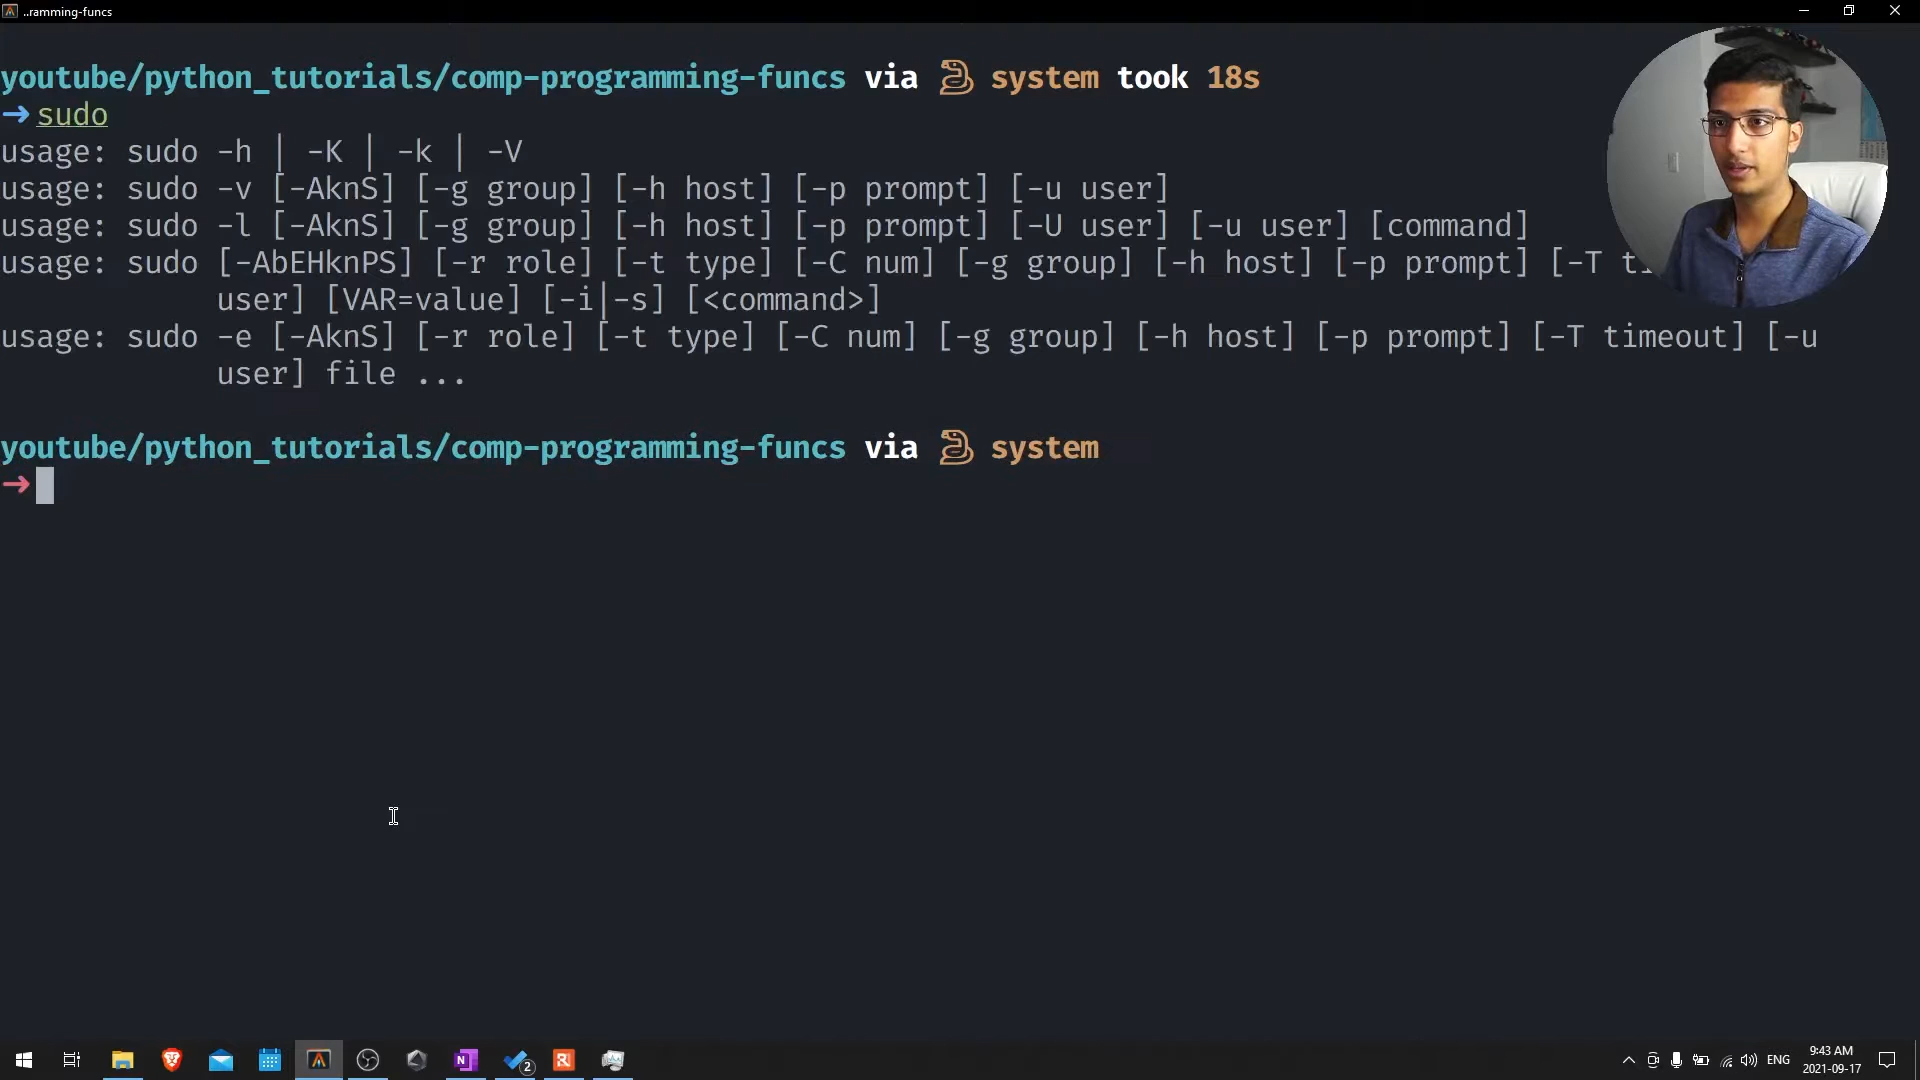 ..ramming-funcs
youtube/python_tutorials/comp-programming-funcs via system took 18s
→ sudo
usage: sudo -h | -K | -k | -V
usage: sudo -v [-AknS] [-g group] [-h host] [-p prompt] [-u user]
usage: sudo -l [-AknS] [-g group] [-h host] [-p prompt] [-U user] [-u user] [command]
usage: sudo [-AbEHknPS] [-r role] [-t type] [-C num] [-g group] [-h host] [-p prompt] [-T
user] [VAR=value] [-i|-s] [<command>]
usage: sudo -e [-AknS] [-r role] [-t type] [-C num] [-g group] [-h host] [-p prompt] [-T timeout] [-u
user] file ...
youtube/python_tutorials/comp-programming-funcs via system
→
2
ENG
9:43 AM
2021-09-17